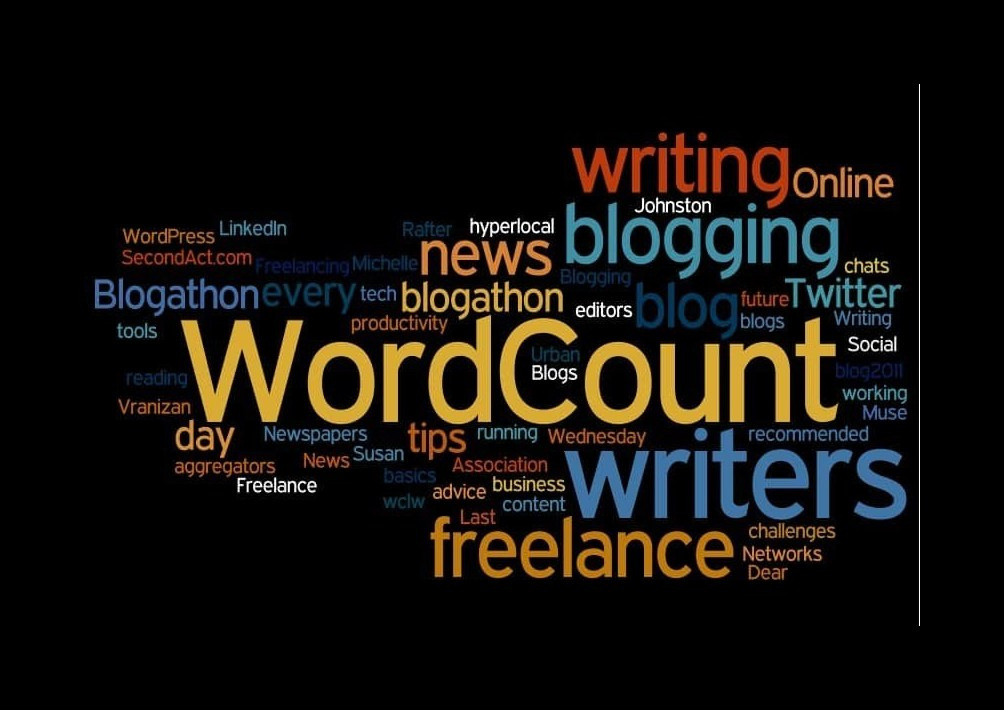 writing
Online
Johnston
WordPress LinkedIn Rafter hyperlocal blogging
SecondAct.com Freelancing Michelle news Blogging chats
Blogathon every tech blogathon editors blog future Twitter
tools productivity blogs Writing
WordCount
Urban Social
Blogs
reading blog2011
Vranizan working
Muse
day Newspapers tips running Wednesday recommended
aggregators News Susan basics Association writers
Freelance wclw advice business
content
Last
freelance challenges
Networks
Dear